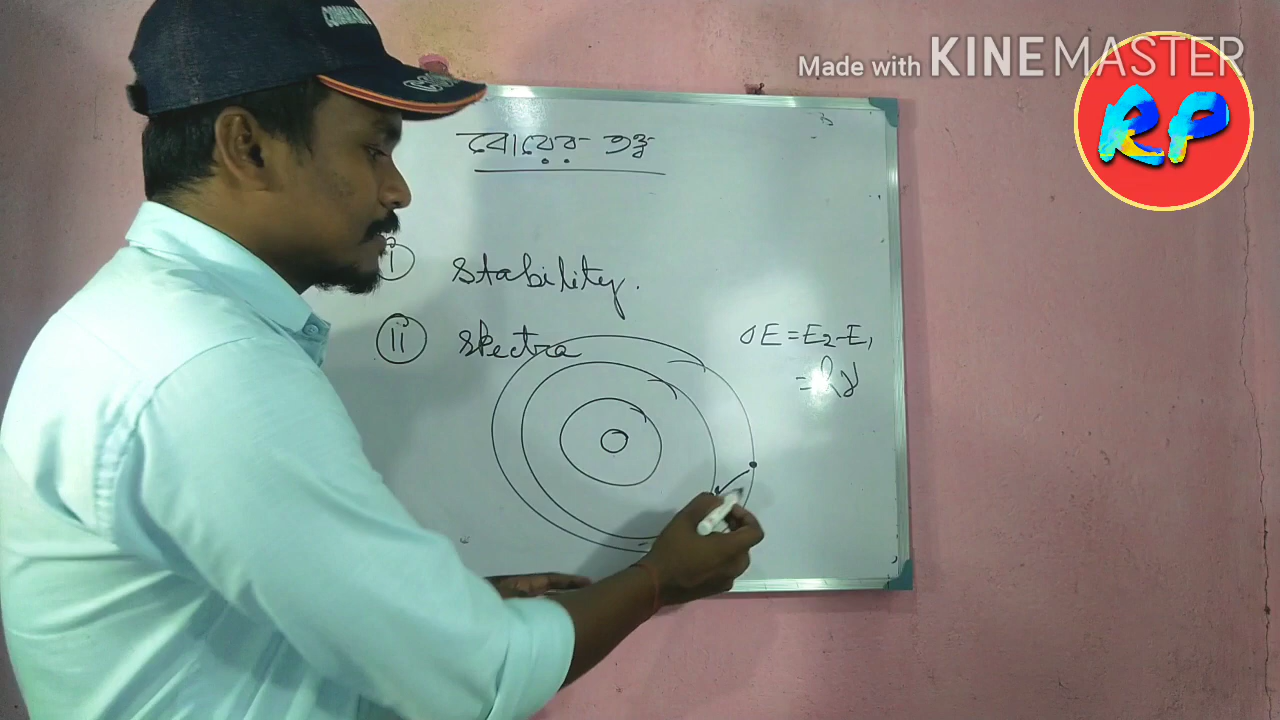 Made with KINEMASTER
RP
বোরের তত্ত্ব
i stability.
ii spectra
ΔE = E₂ - E₁
= hν